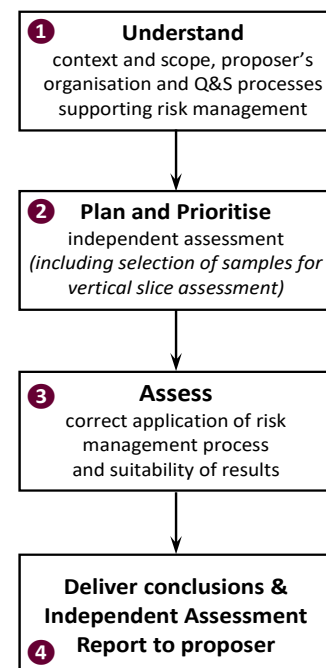 1 Understand
context and scope, proposer's
organisation and Q&S processes
supporting risk management
2 Plan and Prioritise
independent assessment
(including selection of samples for
vertical slice assessment)
3 Assess
correct application of risk
management process
and suitability of results
Deliver conclusions &
Independent Assessment
4 Report to proposer